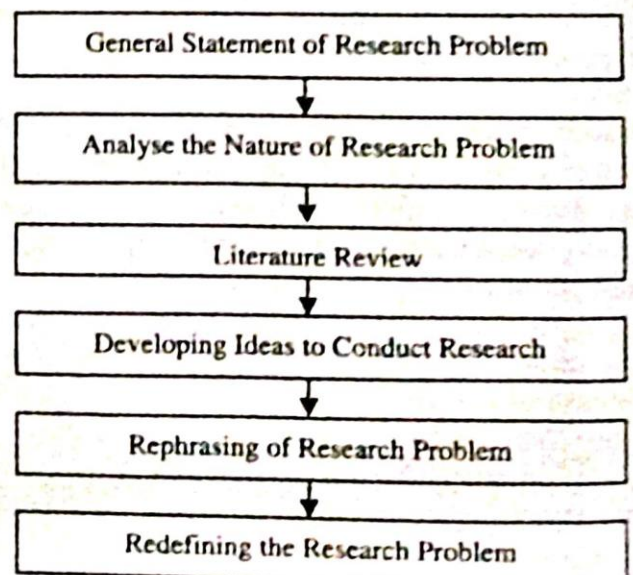 General Statement of Research Problem
Analyse the Nature of Research Problem
Literature Review
Developing Ideas to Conduct Research
Rephrasing of Research Problem
Redefining the Research Problem